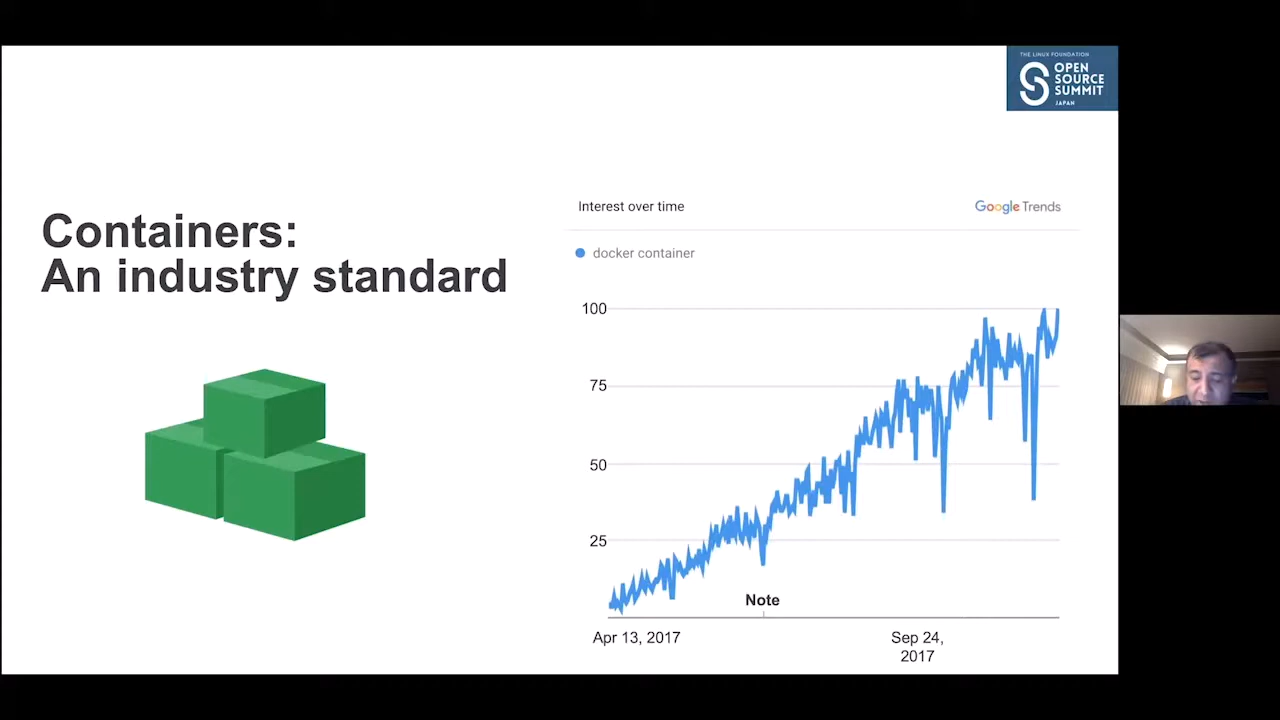 THE LINUX FOUNDATION
OPEN
SOURCE
SUMMIT
JAPAN
Containers:
An industry standard
Interest over time
Google Trends
docker container
100
75
50
25
Note
Apr 13, 2017
Sep 24,
2017